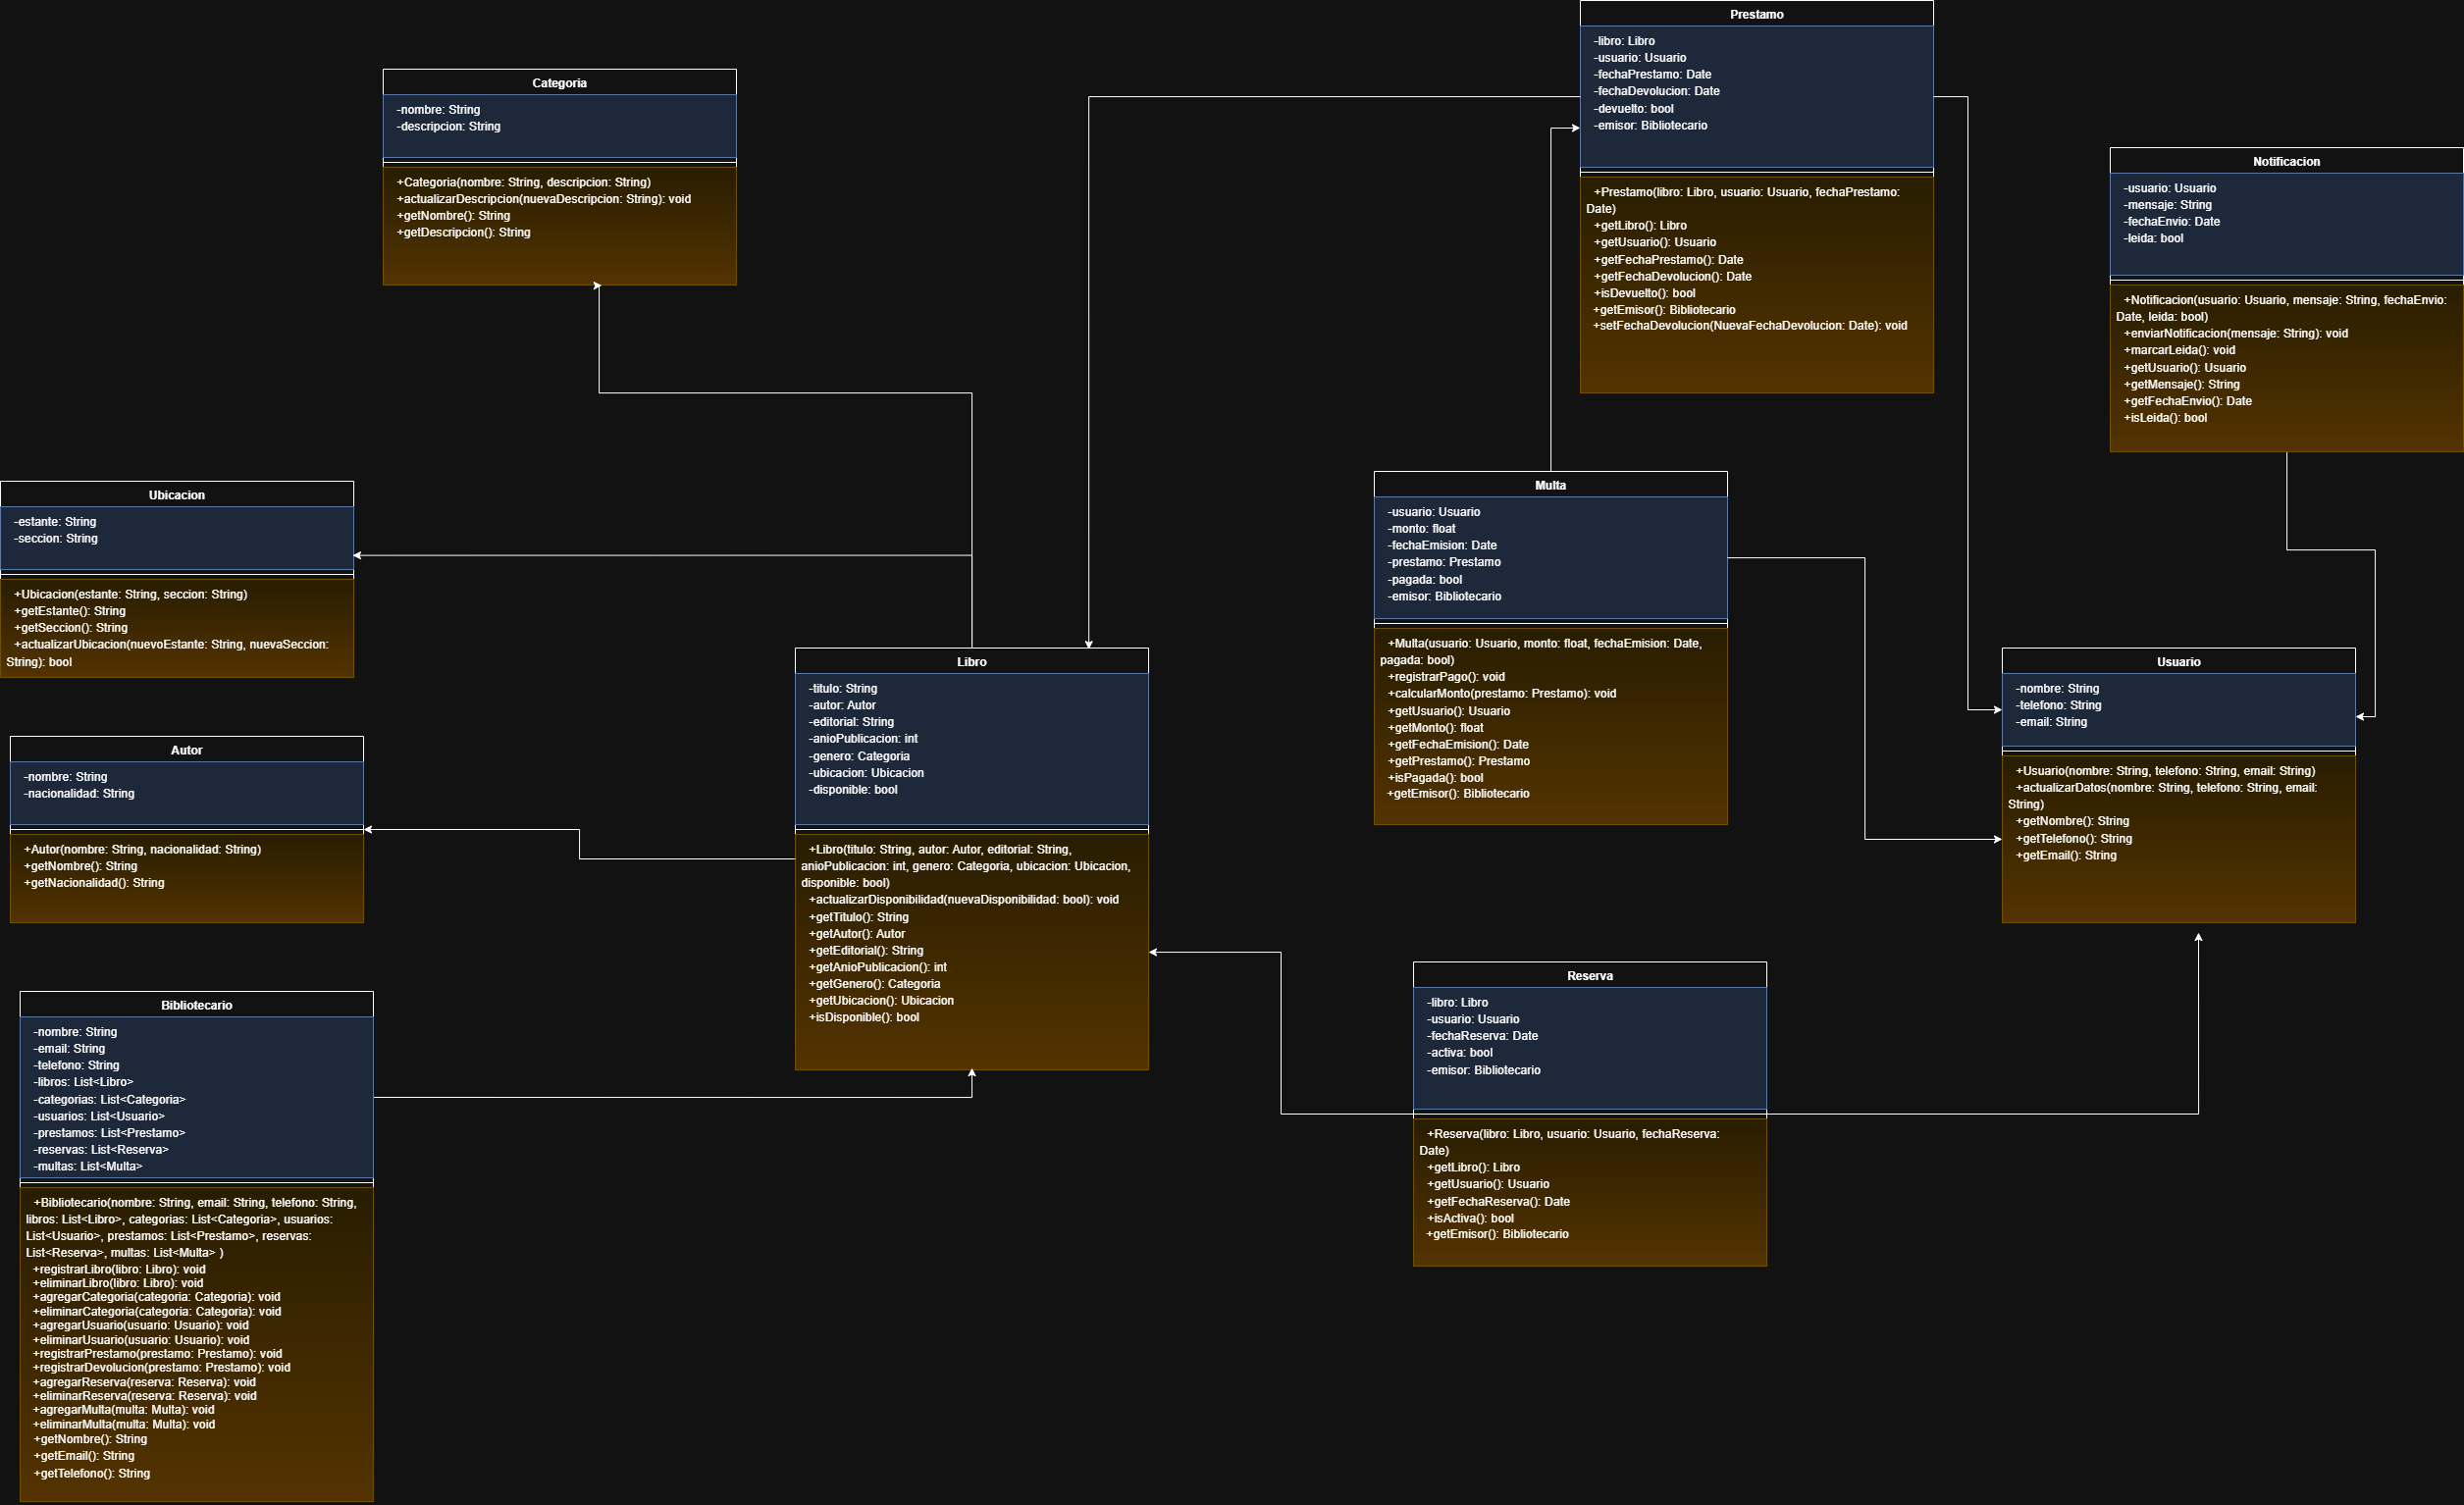 Prestamo
-libro: Libro
-usuario: Usuario
-fechaPrestamo: Date
-fechaDevolucion: Date
-devuelto: bool
-emisor: Bibliotecario
+Prestamo(libro: Libro, usuario: Usuario, fechaPrestamo:
Date)
+getLibro(): Libro
+getUsuario(): Usuario
+getFechaPrestamo(): Date
+getFechaDevolucion(): Date
+isDevuelto(): bool
+getEmisor(): Bibliotecario
+setFechaDevolucion(NuevaFechaDevolucion: Date): void
Categoria
-nombre: String
-descripcion: String
+Categoria(nombre: String, descripcion: String)
+actualizarDescripcion(nuevaDescripcion: String): void
+getNombre(): String
+getDescripcion(): String
Notificacion
-usuario: Usuario
-mensaje: String
-fechaEnvio: Date
-leida: bool
+Notificacion(usuario: Usuario, mensaje: String, fechaEnvio:
Date, leida: bool)
+enviarNotificacion(mensaje: String): void
+marcarLeida(): void
+getUsuario(): Usuario
+getMensaje(): String
+getFechaEnvio(): Date
+isLeida(): bool
Ubicacion
-estante: String
-seccion: String
+Ubicacion(estante: String, seccion: String)
+getEstante(): String
+getSeccion(): String
+actualizarUbicacion(nuevoEstante: String, nuevaSeccion:
String): bool
Multa
-usuario: Usuario
-monto: float
-fechaEmision: Date
-prestamo: Prestamo
-pagada: bool
-emisor: Bibliotecario
+Multa(usuario: Usuario, monto: float, fechaEmision: Date,
pagada: bool)
+registrarPago(): void
+calcularMonto(prestamo: Prestamo): void
+getUsuario(): Usuario
+getMonto(): float
+getFechaEmision(): Date
+getPrestamo(): Prestamo
+isPagada(): bool
+getEmisor(): Bibliotecario
Libro
-titulo: String
-autor: Autor
-editorial: String
-anioPublicacion: int
-genero: Categoria
-ubicacion: Ubicacion
-disponible: bool
+Libro(titulo: String, autor: Autor, editorial: String,
anioPublicacion: int, genero: Categoria, ubicacion: Ubicacion,
disponible: bool)
+actualizarDisponibilidad(nuevaDisponibilidad: bool): void
+getTitulo(): String
+getAutor(): Autor
+getEditorial(): String
+getAnioPublicacion(): int
+getGenero(): Categoria
+getUbicacion(): Ubicacion
+isDisponible(): bool
Usuario
-nombre: String
-telefono: String
-email: String
+Usuario(nombre: String, telefono: String, email: String)
+actualizarDatos(nombre: String, telefono: String, email:
String)
+getNombre(): String
+getTelefono(): String
+getEmail(): String
Autor
-nombre: String
-nacionalidad: String
+Autor(nombre: String, nacionalidad: String)
+getNombre(): String
+getNacionalidad(): String
Reserva
-libro: Libro
-usuario: Usuario
-fechaReserva: Date
-activa: bool
-emisor: Bibliotecario
+Reserva(libro: Libro, usuario: Usuario, fechaReserva:
Date)
+getLibro(): Libro
+getUsuario(): Usuario
+getFechaReserva(): Date
+isActiva(): bool
+getEmisor(): Bibliotecario
Bibliotecario
-nombre: String
-email: String
-telefono: String
-libros: List<Libro>
-categorias: List<Categoria>
-usuarios: List<Usuario>
-prestamos: List<Prestamo>
-reservas: List<Reserva>
-multas: List<Multa>
+Bibliotecario(nombre: String, email: String, telefono: String,
libros: List<Libro>, categorias: List<Categoria>, usuarios:
List<Usuario>, prestamos: List<Prestamo>, reservas:
List<Reserva>, multas: List<Multa> )
+registrarLibro(libro: Libro): void
+eliminarLibro(libro: Libro): void
+agregarCategoria(categoria: Categoria): void
+eliminarCategoria(categoria: Categoria): void
+agregarUsuario(usuario: Usuario): void
+eliminarUsuario(usuario: Usuario): void
+registrarPrestamo(prestamo: Prestamo): void
+registrarDevolucion(prestamo: Prestamo): void
+agregarReserva(reserva: Reserva): void
+eliminarReserva(reserva: Reserva): void
+agregarMulta(multa: Multa): void
+eliminarMulta(multa: Multa): void
+getNombre(): String
+getEmail(): String
+getTelefono(): String